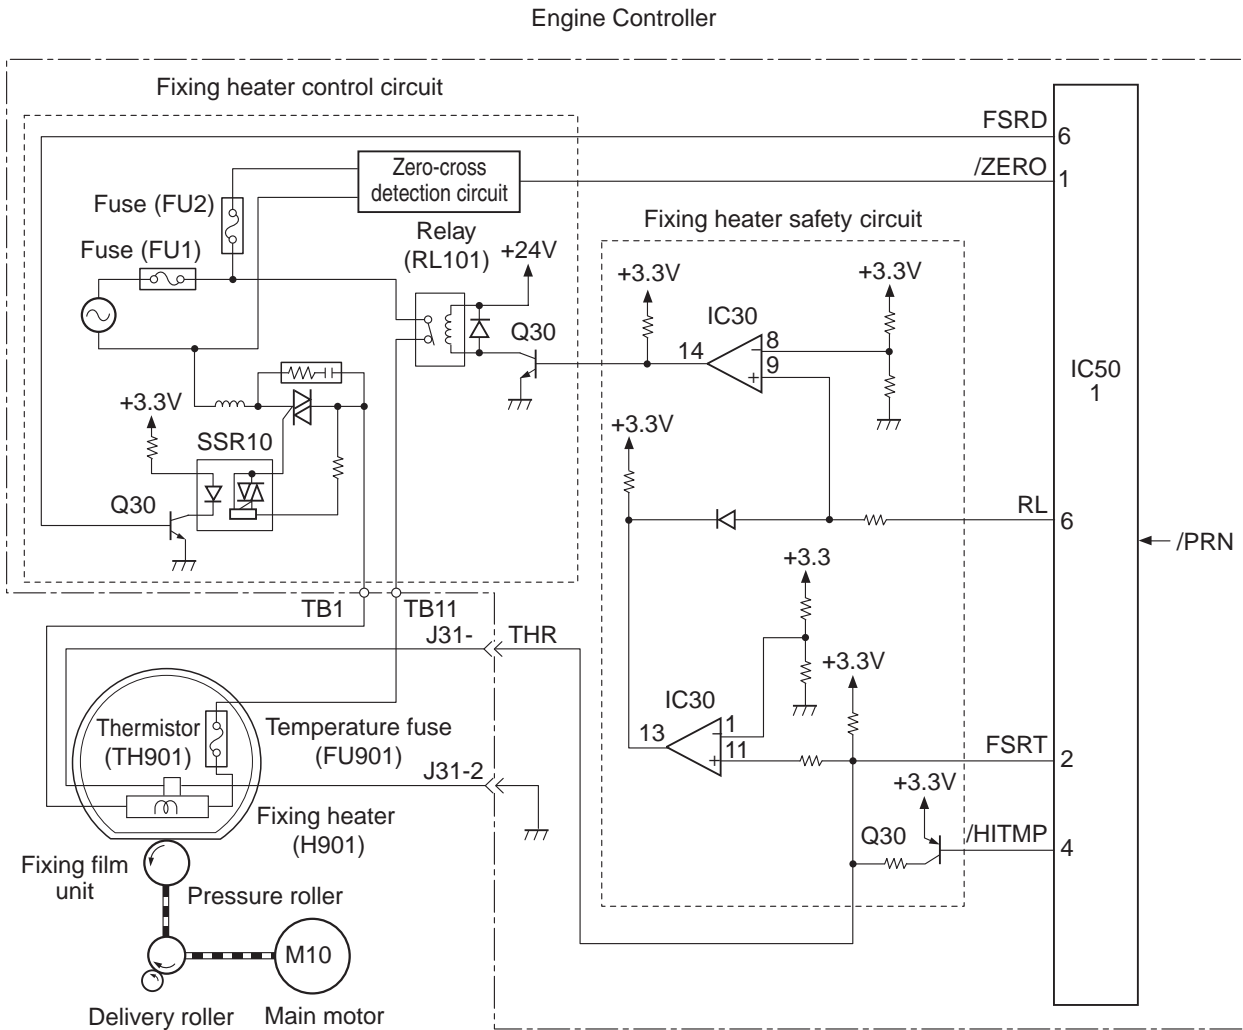 Engine Controller
Fixing heater control circuit
FSRD
6
Zero-cross
detection circuit
/ZERO
1
Fuse (FU2)
Fixing heater safety circuit
Relay
(RL101)
Fuse (FU1)
+24V
+3.3V
+3.3V
IC30
Q30
8
14
9
IC50
1
+3.3V
+3.3V
SSR10
Q30
RL
6
/PRN
+3.3
TB1
TB11
J31-
THR
+3.3V
IC30
Thermistor
(TH901)
Temperature fuse
(FU901)
13
1
11
FSRT
2
J31-2
+3.3V
Fixing heater
(H901)
Q30
/HITMP
4
Fixing film
unit
Pressure roller
M10
Delivery roller
Main motor